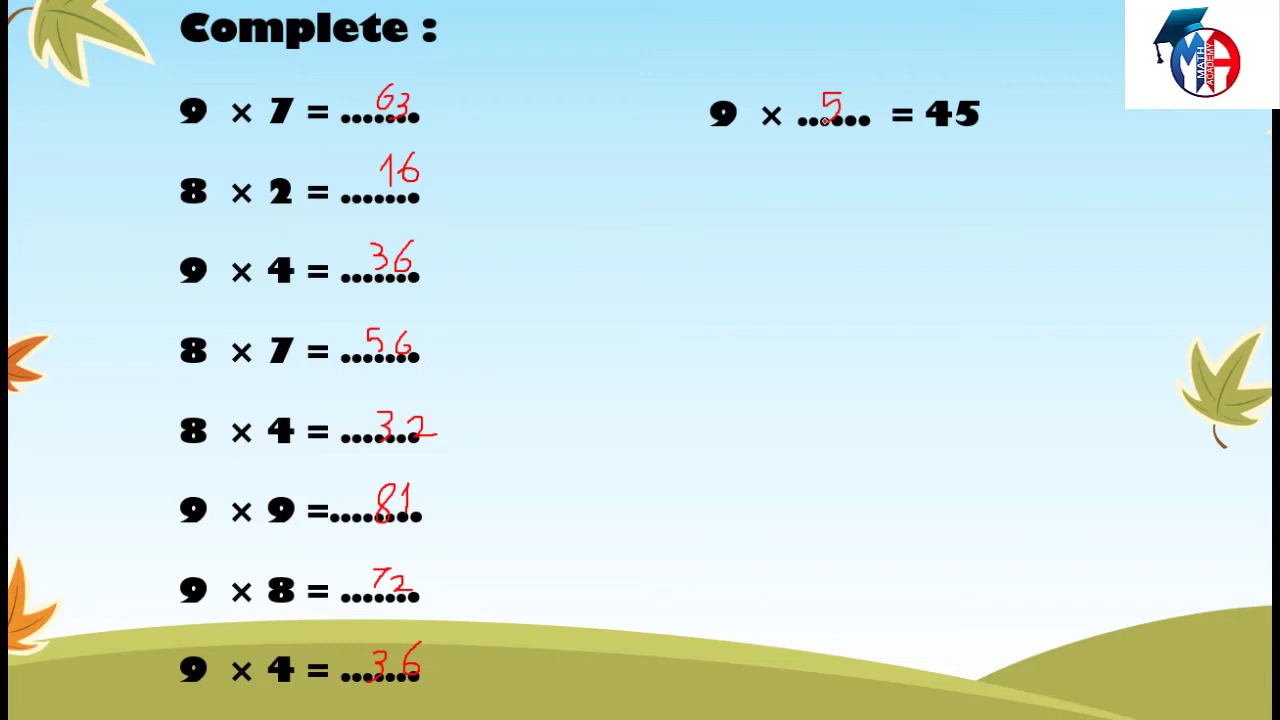 Complete :
9 × 7 = .......63
8 × 2 = .......16
9 × 4 = .......36
8 × 7 = .......56
8 × 4 = .......32
9 × 9 =........81
9 × 8 = .......72
9 × 4 = .......36
9 × ...5... = 45
MA
MATH
ACADEMY